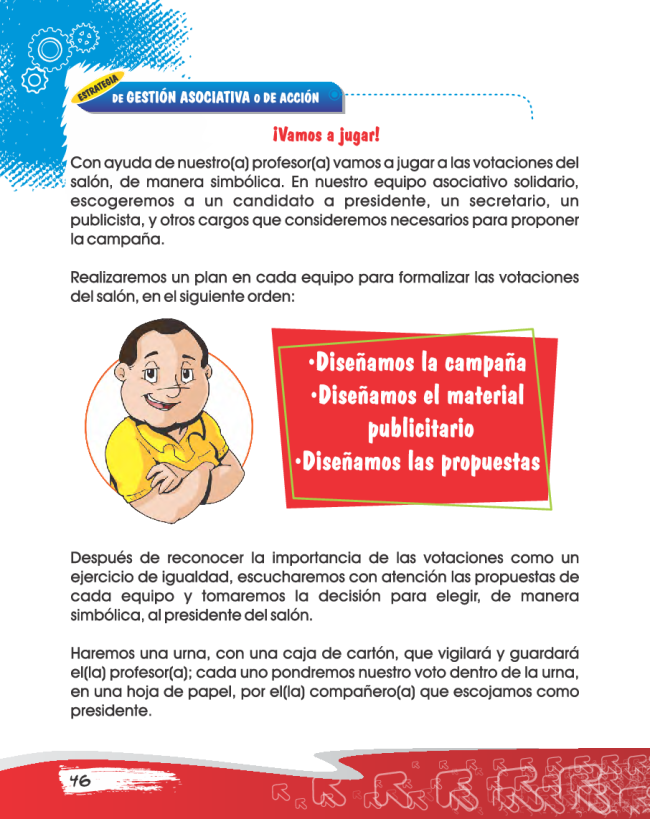 ESTRATEGIA
DE GESTIÓN ASOCIATIVA O DE ACCIÓN
¡Vamos a jugar!
Con ayuda de nuestro(a) profesor(a) vamos a jugar a las votaciones del
salón, de manera simbólica. En nuestro equipo asociativo solidario,
escogeremos a un candidato a presidente, un secretario, un
publicista, y otros cargos que consideremos necesarios para proponer
la campaña.
Realizaremos un plan en cada equipo para formalizar las votaciones
del salón, en el siguiente orden:
•Diseñamos la campaña
•Diseñamos el material
publicitario
•Diseñamos las propuestas
Después de reconocer la importancia de las votaciones como un
ejercicio de igualdad, escucharemos con atención las propuestas de
cada equipo y tomaremos la decisión para elegir, de manera
simbólica, al presidente del salón.
Haremos una urna, con una caja de cartón, que vigilará y guardará
el(la) profesor(a); cada uno pondremos nuestro voto dentro de la urna,
en una hoja de papel, por el(la) compañero(a) que escojamos como
presidente.
46